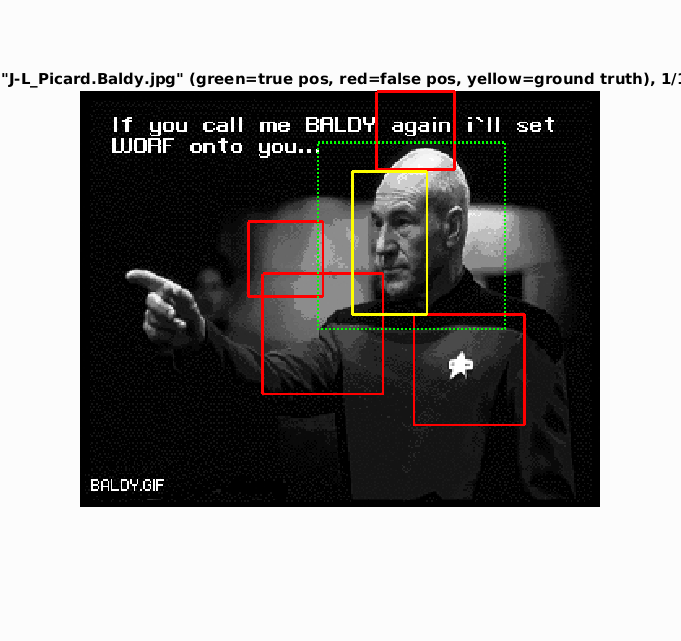 "J-L_Picard.Baldy.jpg" (green=true pos, red=false pos, yellow=ground truth), 1/1
If you call me BALDY again i`ll set
WORF onto you...
BALDY.GIF